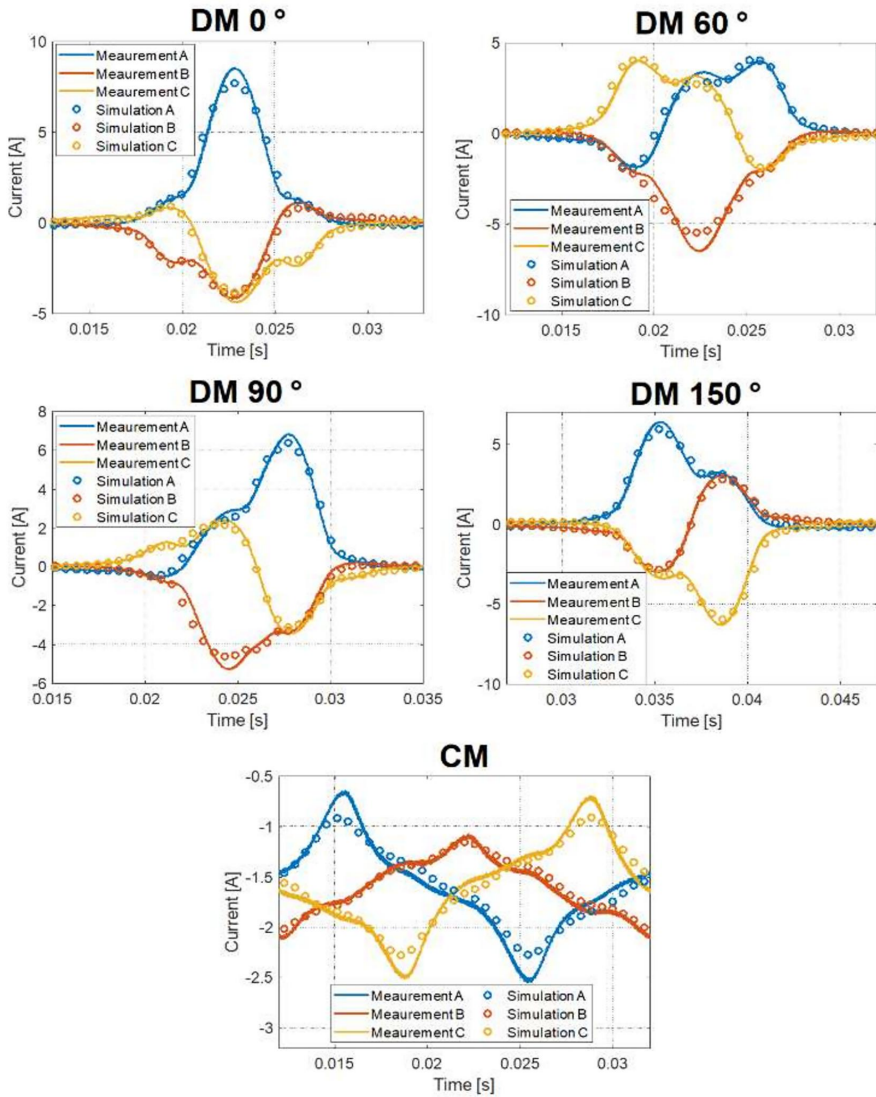 DM 0 °
10
5
0
-5
Current [A]
Meaurement A
Meaurement B
Meaurement C
Simulation A
Simulation B
Simulation C
0.015 0.02 0.025 0.03
Time [s]
DM 60 °
5
0
-5
-10
Current [A]
Meaurement A
Meaurement B
Meaurement C
Simulation A
Simulation B
Simulation C
0.015 0.02 0.025 0.03
Time [s]
DM 90 °
8
6
4
2
0
-2
-4
-6
Current [A]
Meaurement A
Meaurement B
Meaurement C
Simulation A
Simulation B
Simulation C
0.015 0.02 0.025 0.03 0.035
Time [s]
DM 150 °
5
0
-5
-10
Current [A]
Meaurement A
Meaurement B
Meaurement C
Simulation A
Simulation B
Simulation C
0.03 0.035 0.04 0.045
Time [s]
CM
-0.5
-1
-1.5
-2
-2.5
-3
Current [A]
Meaurement A Simulation A
Meaurement B Simulation B
Meaurement C Simulation C
0.015 0.02 0.025 0.03
Time [s]